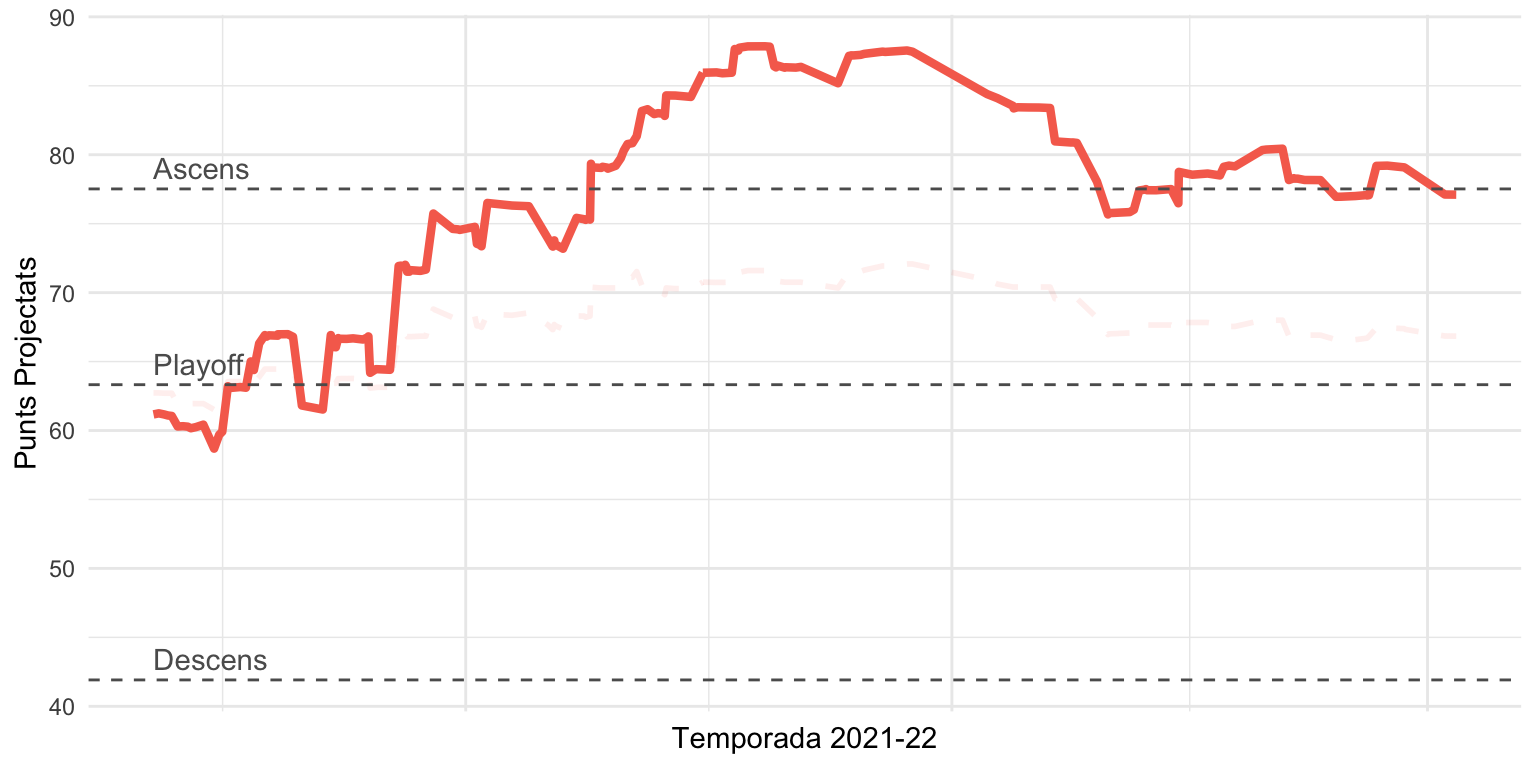 90
80
70
60
50
40
Punts Projectats
Ascens
Playoff
Descens
Temporada 2021-22